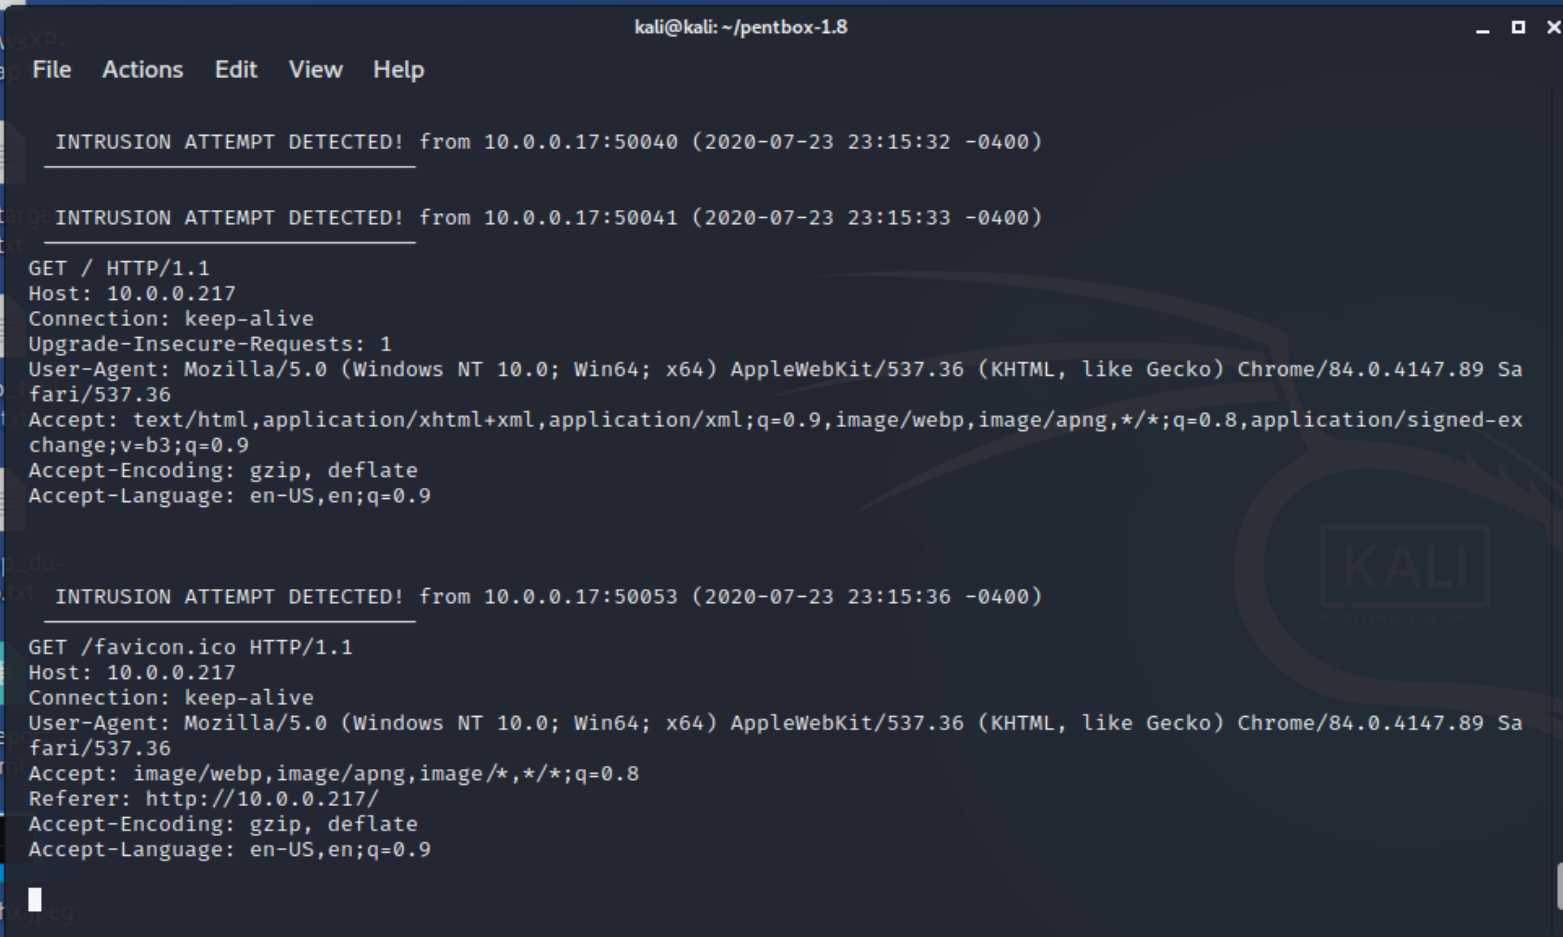 kali@kali: ~/pentbox-1.8
File Actions Edit View Help
INTRUSION ATTEMPT DETECTED! from 10.0.0.17:50040 (2020-07-23 23:15:32 -0400)
INTRUSION ATTEMPT DETECTED! from 10.0.0.17:50041 (2020-07-23 23:15:33 -0400)
GET / HTTP/1.1
Host: 10.0.0.217
Connection: keep-alive
Upgrade-Insecure-Requests: 1
User-Agent: Mozilla/5.0 (Windows NT 10.0; Win64; x64) AppleWebKit/537.36 (KHTML, like Gecko) Chrome/84.0.4147.89 Sa
fari/537.36
Accept: text/html,application/xhtml+xml,application/xml;q=0.9,image/webp,image/apng,*/*;q=0.8,application/signed-ex
change;v=b3;q=0.9
Accept-Encoding: gzip, deflate
Accept-Language: en-US,en;q=0.9
KALI
INTRUSION ATTEMPT DETECTED! from 10.0.0.17:50053 (2020-07-23 23:15:36 -0400)
GET /favicon.ico HTTP/1.1
Host: 10.0.0.217
Connection: keep-alive
User-Agent: Mozilla/5.0 (Windows NT 10.0; Win64; x64) AppleWebKit/537.36 (KHTML, like Gecko) Chrome/84.0.4147.89 Sa
fari/537.36
Accept: image/webp,image/apng,image/*,*/*;q=0.8
Referer: http://10.0.0.217/
Accept-Encoding: gzip, deflate
Accept-Language: en-US,en;q=0.9